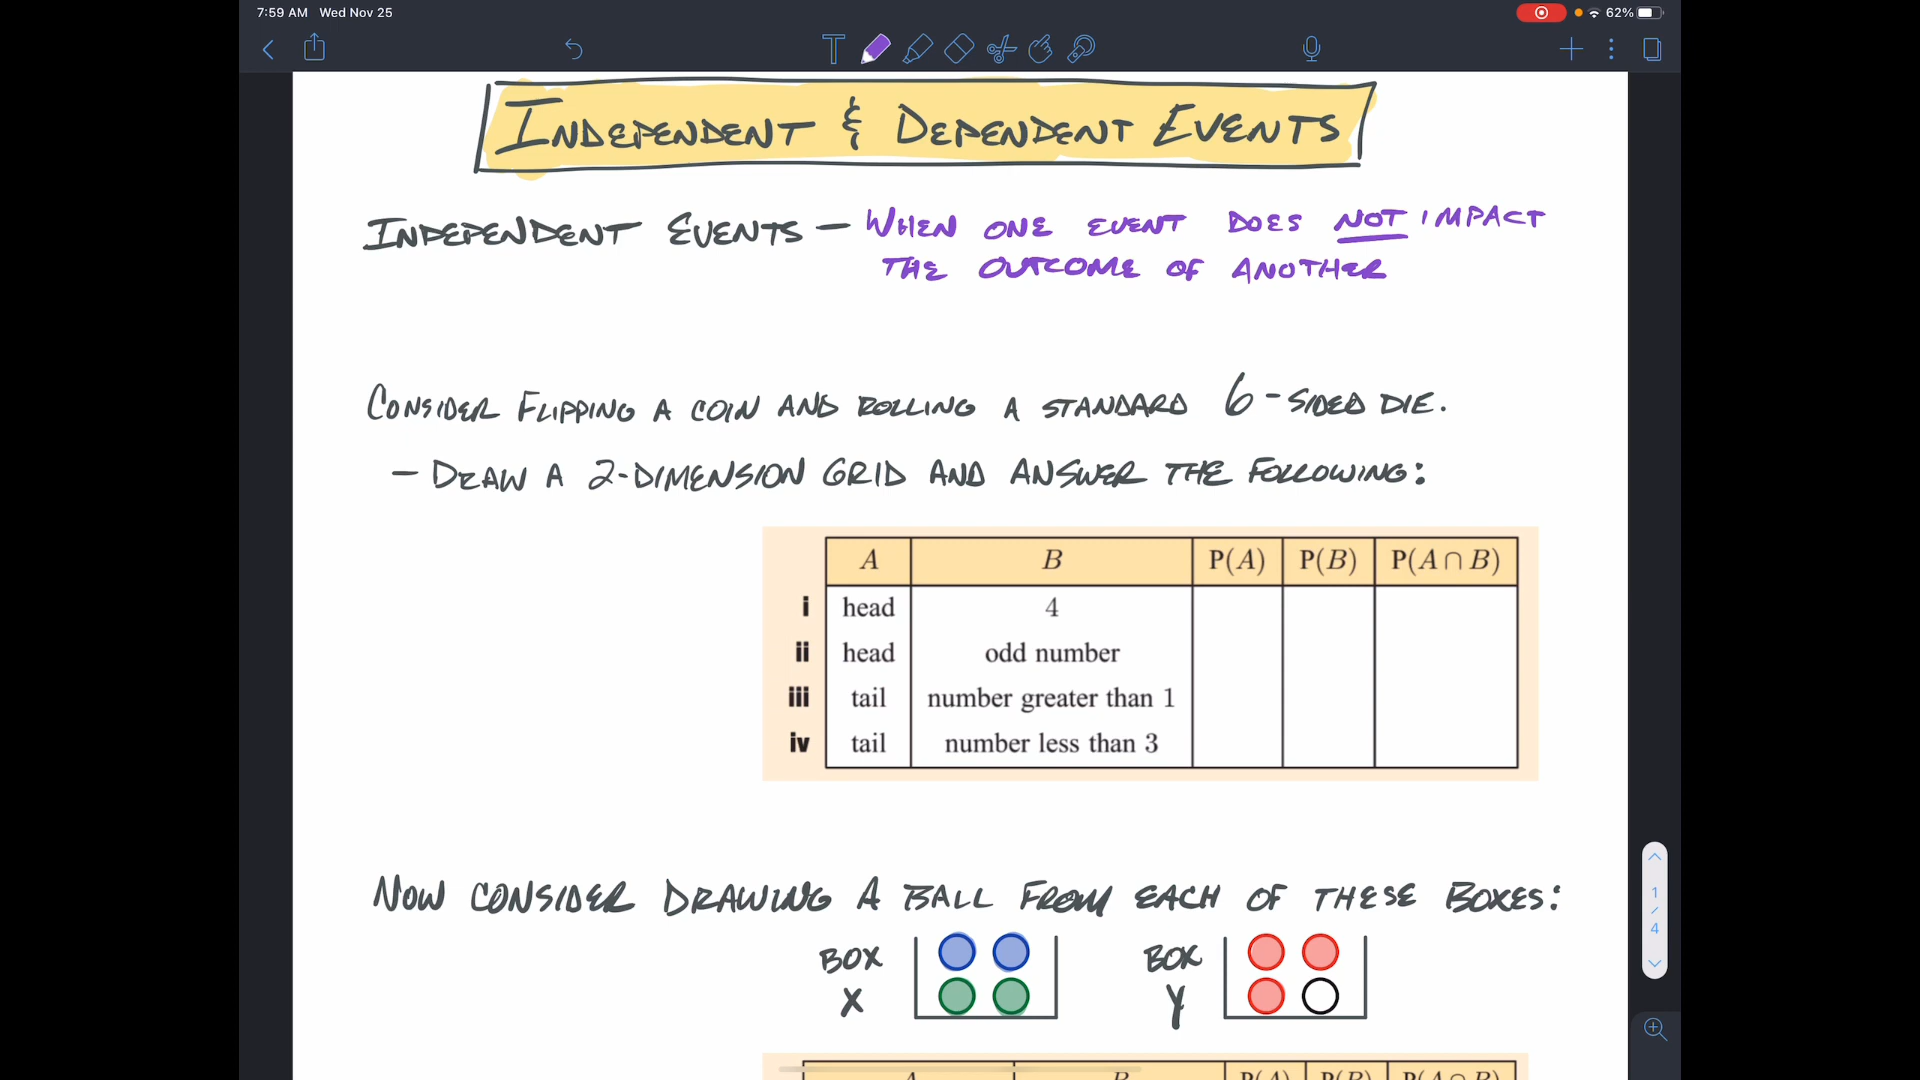 7:59 AM Wed Nov 25
62%
INDEPENDENT & DEPENDENT EVENTS
INDEPENDENT EVENTS – WHEN ONE EVENT DOES NOT IMPACT
THE OUTCOME OF ANOTHER
CONSIDER FLIPPING A COIN AND ROLLING A STANDARD 6-SIDED DIE.
– DRAW A 2-DIMENSION GRID AND ANSWER THE FOLLOWING:
A B P(A) P(B) P(A ∩ B)
i head 4
ii head odd number
iii tail number greater than 1
iv tail number less than 3
NOW CONSIDER DRAWING A BALL FROM EACH OF THESE BOXES:
BOX X
BOX Y
A B P(A) P(B) P(A ∩ B)
1 / 4